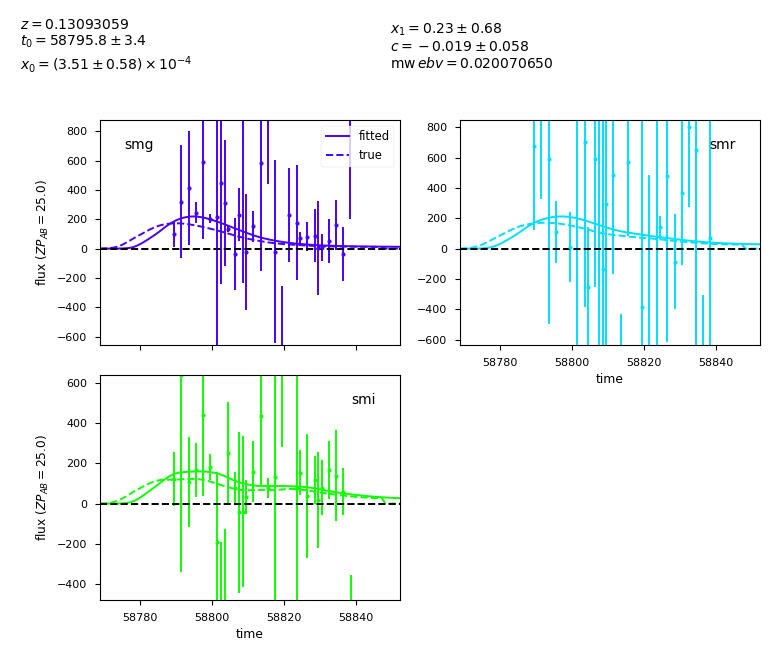 z = 0.13093059
t₀ = 58795.8 ± 3.4
x₀ = (3.51 ± 0.58) × 10⁻⁴
x₁ = 0.23 ± 0.68
c = −0.019 ± 0.058
mw ebv = 0.020070650
smg
fitted
true
800
600
400
200
0
−200
−400
−600
flux (ZP_AB = 25.0)
smr
800
600
400
200
0
−200
−400
−600
58780
58800
58820
58840
time
smi
600
400
200
0
−200
−400
flux (ZP_AB = 25.0)
58780
58800
58820
58840
time